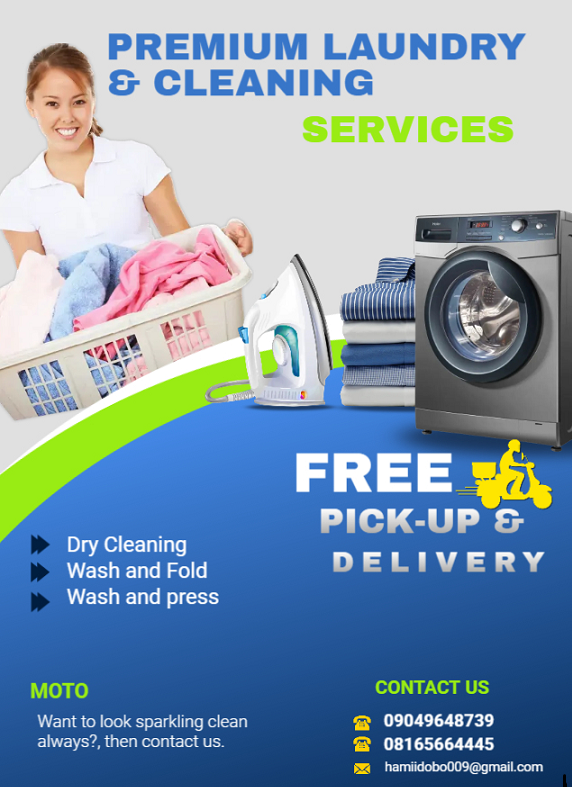 PREMIUM LAUNDRY
& CLEANING
SERVICES
FREE
PICK-UP &
DELIVERY
Dry Cleaning
Wash and Fold
Wash and press
MOTO
Want to look sparkling clean
always?, then contact us.
CONTACT US
09049648739
08165664445
hamiidobo009@gmail.com